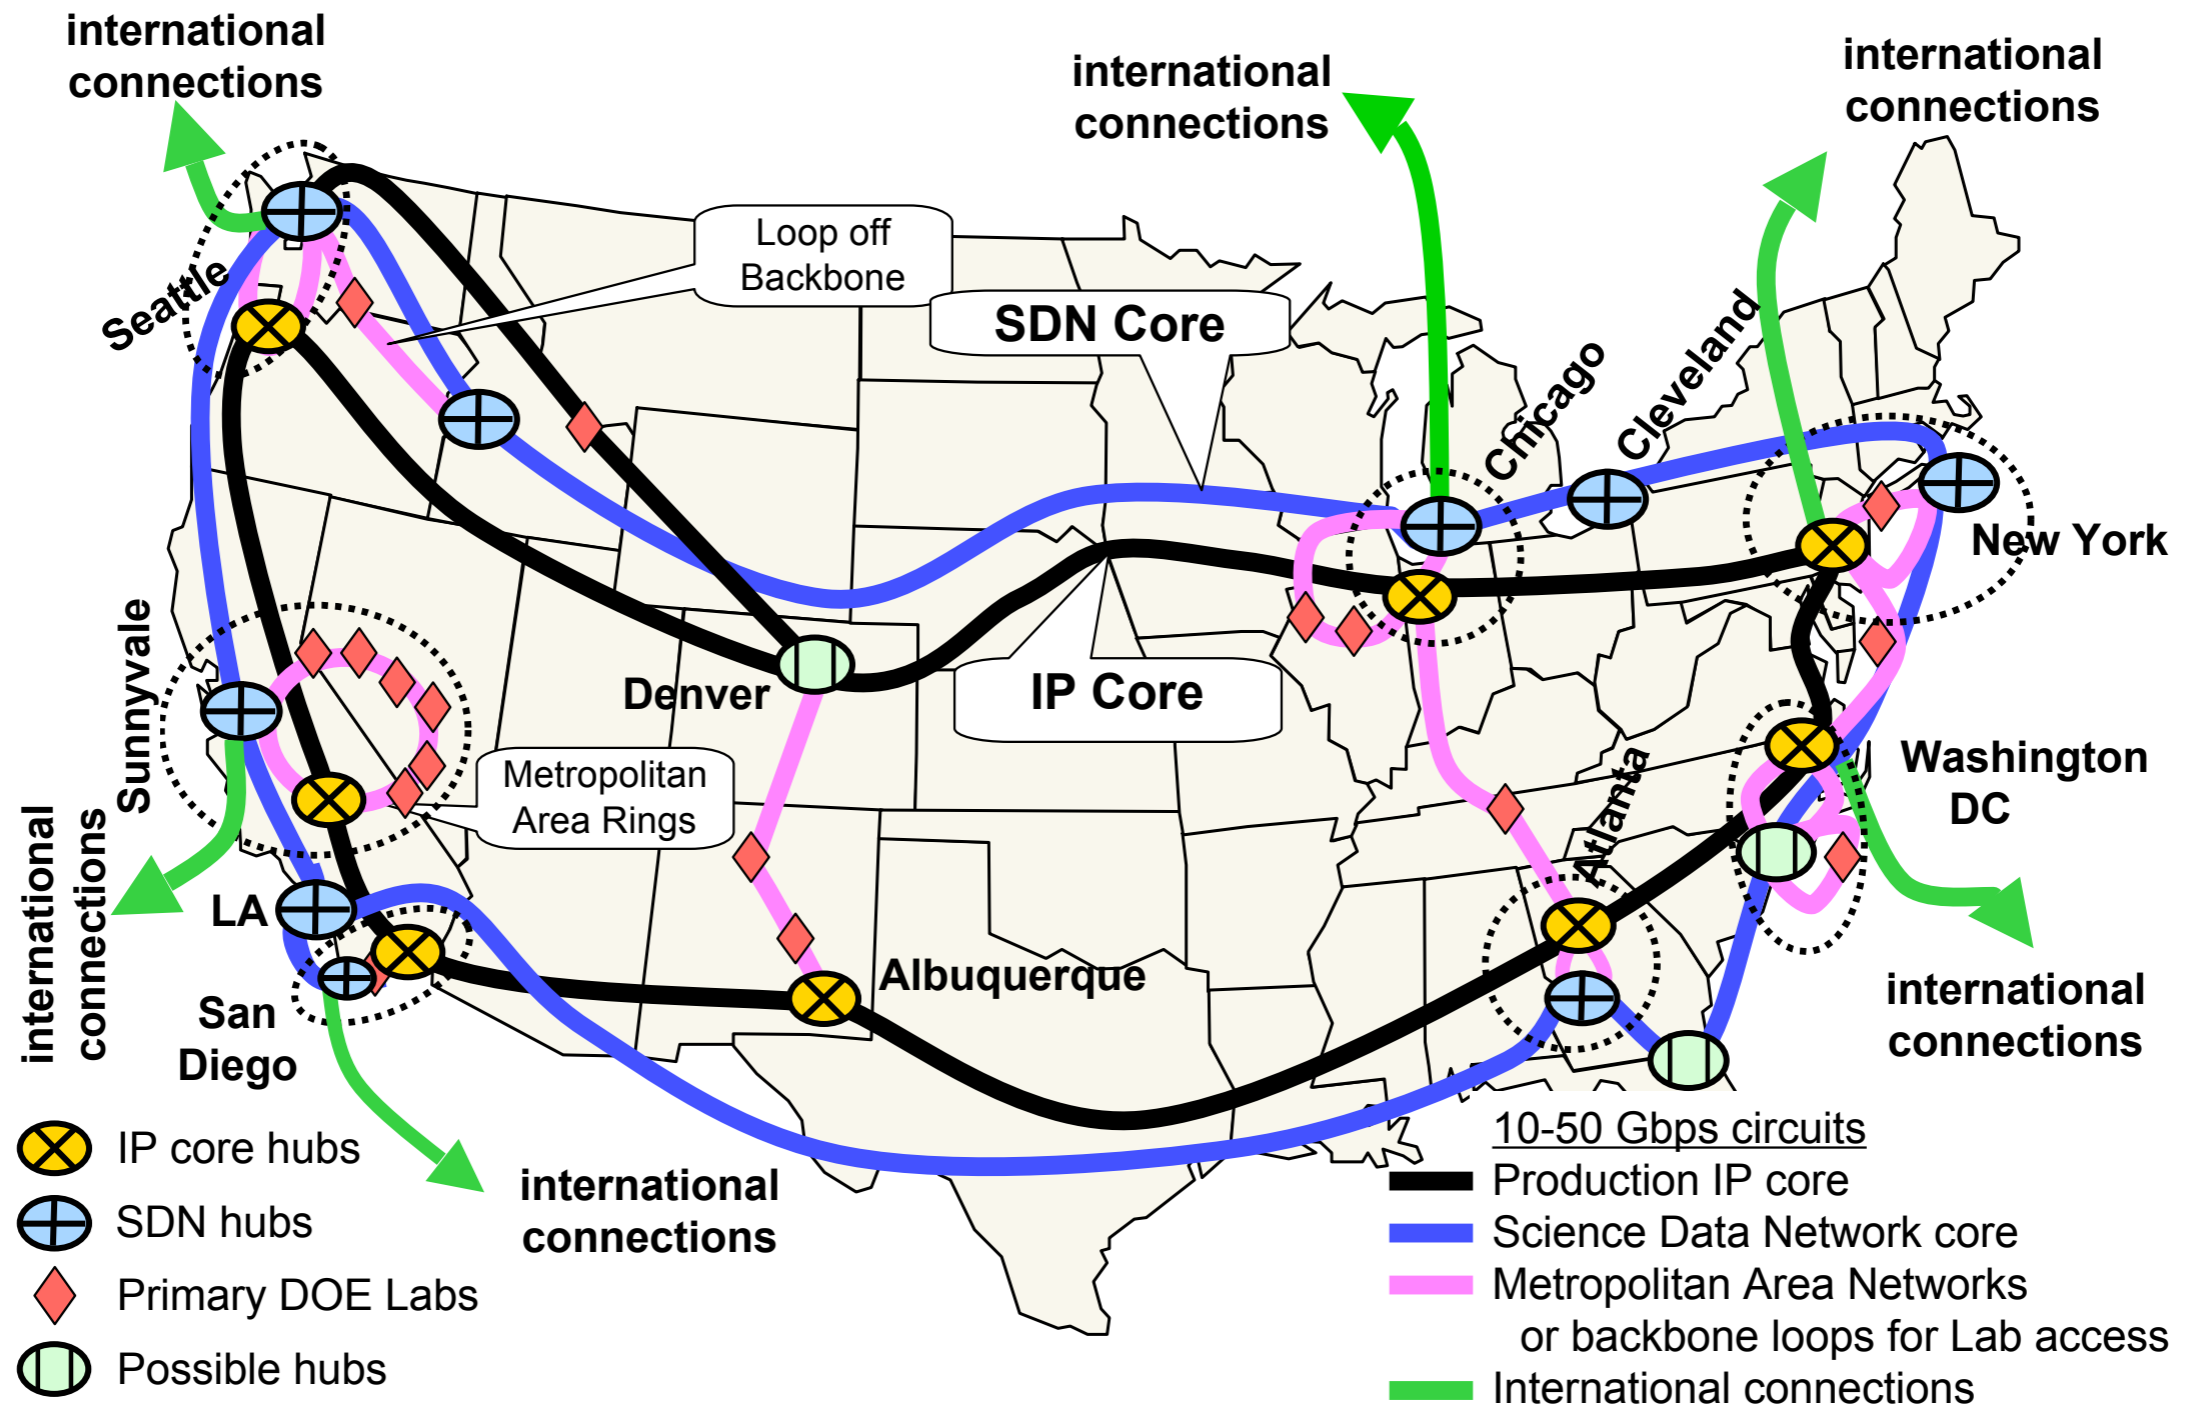 international
connections
international
connections
international
connections
Loop off
Backbone
SDN Core
Seattle
Chicago
Cleveland
New York
Sunnyvale
Denver
IP Core
Metropolitan
Area Rings
Washington
DC
Atlanta
international
connections
LA
Albuquerque
San
Diego
international
connections
international
connections
IP core hubs
SDN hubs
Primary DOE Labs
Possible hubs
10-50 Gbps circuits
Production IP core
Science Data Network core
Metropolitan Area Networks
or backbone loops for Lab access
International connections